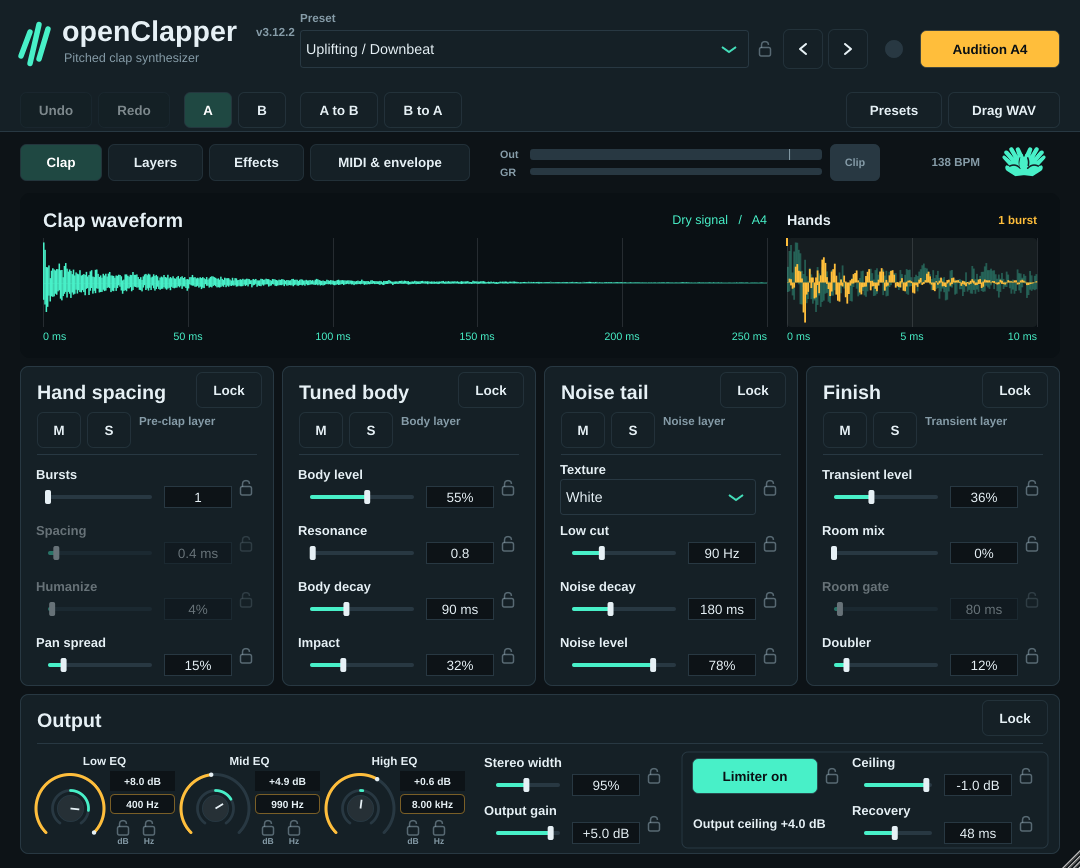 openClapper
v3.12.2
Pitched clap synthesizer
Preset
Uplifting / Downbeat
Audition A4
Undo
Redo
A
B
A to B
B to A
Presets
Drag WAV
Clap
Layers
Effects
MIDI & envelope
Out
GR
Clip
138 BPM
Clap waveform
Dry signal / A4
0 ms
50 ms
100 ms
150 ms
200 ms
250 ms
Hands
1 burst
0 ms
5 ms
10 ms
Hand spacing
Lock
M
S
Pre-clap layer
Bursts
1
Spacing
0.4 ms
Humanize
4%
Pan spread
15%
Tuned body
Lock
M
S
Body layer
Body level
55%
Resonance
0.8
Body decay
90 ms
Impact
32%
Noise tail
Lock
M
S
Noise layer
Texture
White
Low cut
90 Hz
Noise decay
180 ms
Noise level
78%
Finish
Lock
M
S
Transient layer
Transient level
36%
Room mix
0%
Room gate
80 ms
Doubler
12%
Output
Lock
Low EQ
+8.0 dB
400 Hz
dB
Hz
Mid EQ
+4.9 dB
990 Hz
dB
Hz
High EQ
+0.6 dB
8.00 kHz
dB
Hz
Stereo width
95%
Output gain
+5.0 dB
Limiter on
Output ceiling +4.0 dB
Ceiling
-1.0 dB
Recovery
48 ms